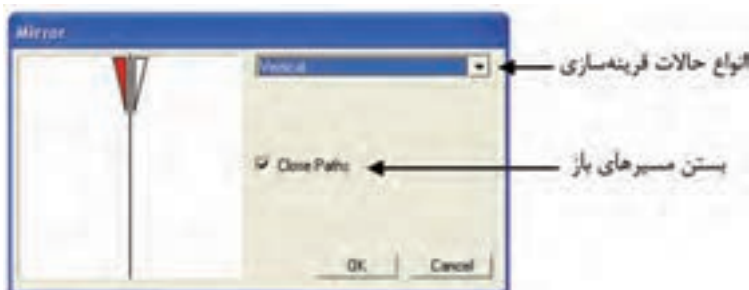 Mirror
Vertical
انواع حالات قرینه‌سازی
Close Paths
بستن مسیرهای باز
OK
Cancel